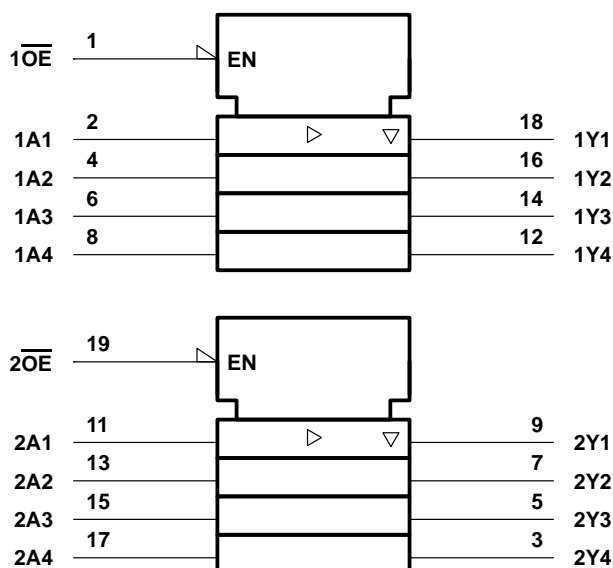 1OE 1 EN
1A1 2 18 1Y1
1A2 4 16 1Y2
1A3 6 14 1Y3
1A4 8 12 1Y4
2OE 19 EN
2A1 11 9 2Y1
2A2 13 7 2Y2
2A3 15 5 2Y3
2A4 17 3 2Y4